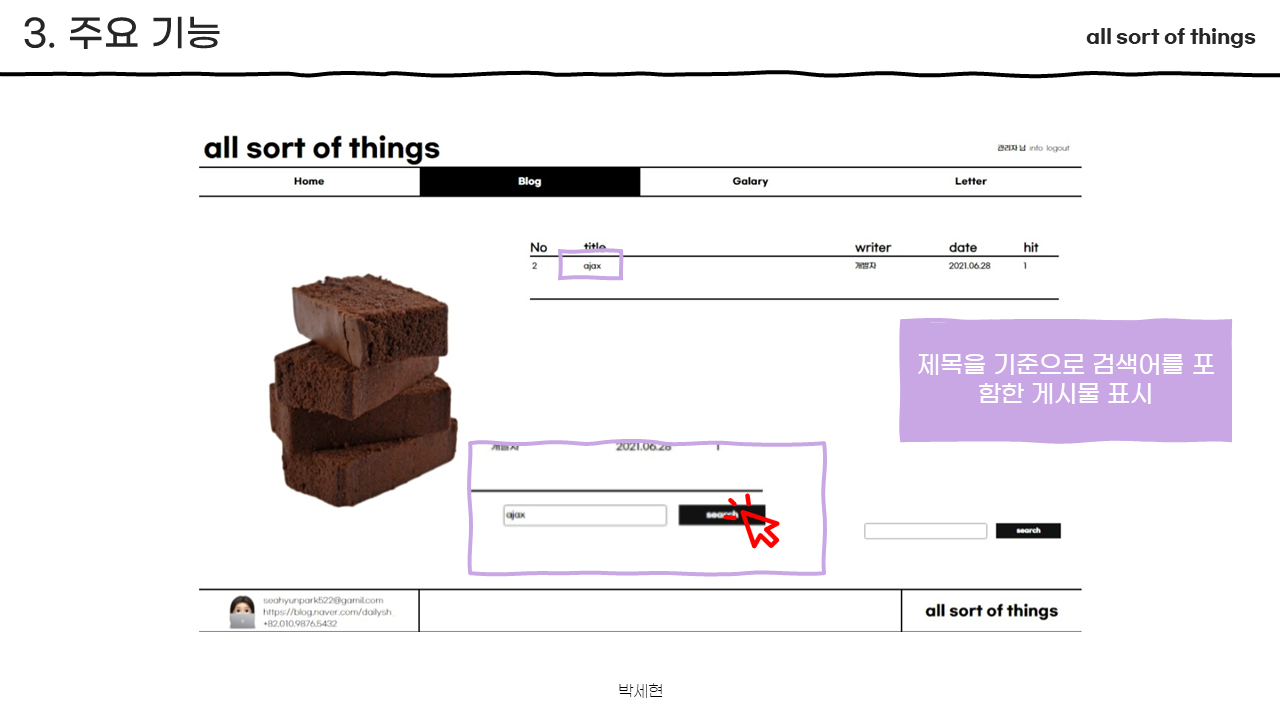 3. 주요 기능
all sort of things
all sort of things
관리자 님 info logout
Home Blog Galary Letter
No title writer date hit
2 ajax 개발자 2021.06.28 1
제목을 기준으로 검색어를 포
함한 게시물 표시
개발자 2021.06.28 1
ajax search
search
seahyunpark522@gamil.com
https://blog.naver.com/dailysh_
+82.010.9876.5432
all sort of things
박세현